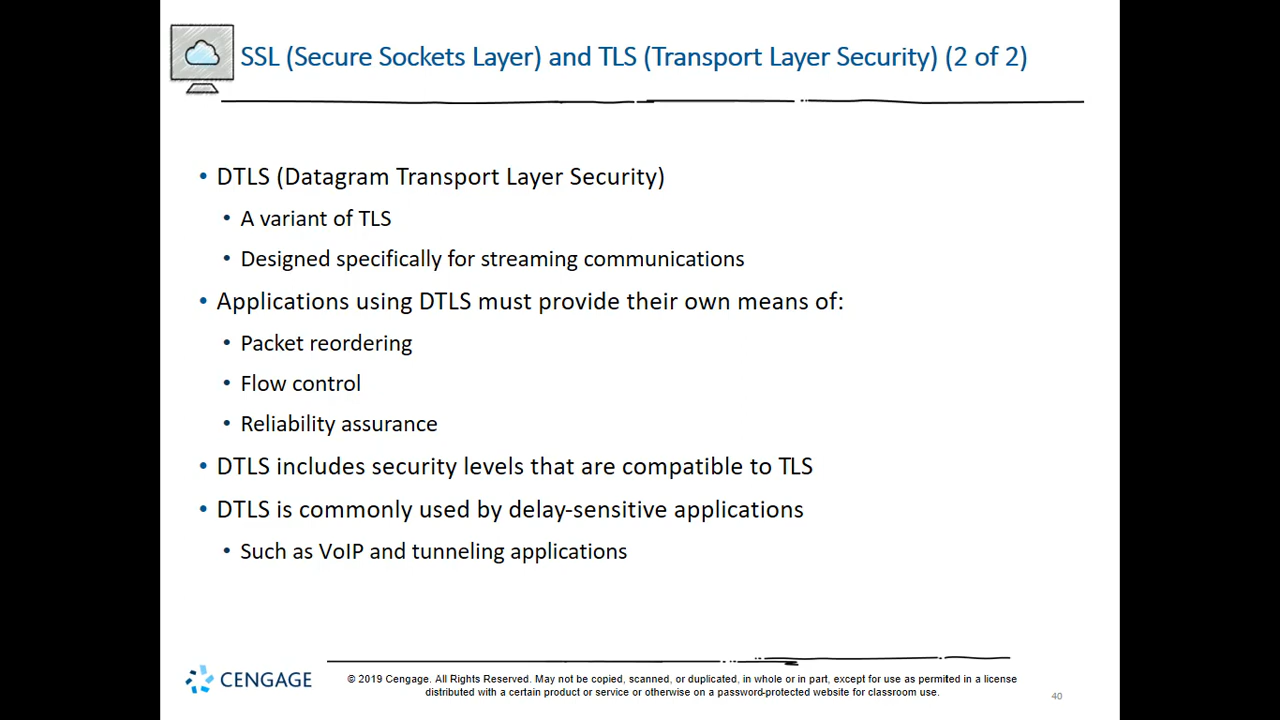 SSL (Secure Sockets Layer) and TLS (Transport Layer Security) (2 of 2)
• DTLS (Datagram Transport Layer Security)
• A variant of TLS
• Designed specifically for streaming communications
• Applications using DTLS must provide their own means of:
• Packet reordering
• Flow control
• Reliability assurance
• DTLS includes security levels that are compatible to TLS
• DTLS is commonly used by delay-sensitive applications
• Such as VoIP and tunneling applications
CENGAGE
© 2019 Cengage. All Rights Reserved. May not be copied, scanned, or duplicated, in whole or in part, except for use as permitted in a license
distributed with a certain product or service or otherwise on a password-protected website for classroom use.
40